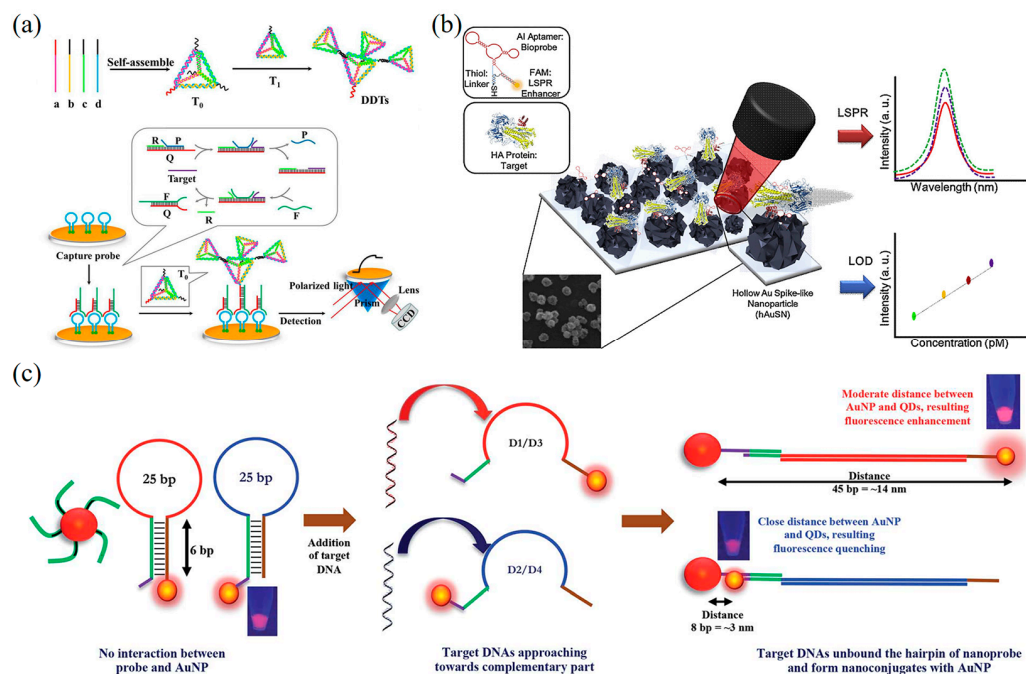 (a)
Self-assemble
a b c d
T0
T1
DDTs
R P
Q
P
Target
F
Q
R
F
Capture probe
T0
Polarized light
Prism
Lens
CCD
Detection
(b)
AI Aptamer:
Bioprobe
Thiol:
Linker
FAM:
LSPR
Enhancer
HS
HA Protein:
Target
Hollow Au Spike-like
Nanoparticle
(hAuSN)
LSPR
Intensity (a. u.)
Wavelength (nm)
LOD
Intensity (a. u.)
Concentration (pM)
(c)
25 bp
25 bp
6 bp
No interaction between
probe and AuNP
Addition
of target
DNA
D1/D3
D2/D4
Target DNAs approaching
towards complementary part
Moderate distance between
AuNP and QDs, resulting
fluorescence enhancement
Distance
45 bp = ~14 nm
Close distance between AuNP
and QDs, resulting
fluorescence quenching
Distance
8 bp = ~3 nm
Target DNAs unbound the hairpin of nanoprobe
and form nanoconjugates with AuNP